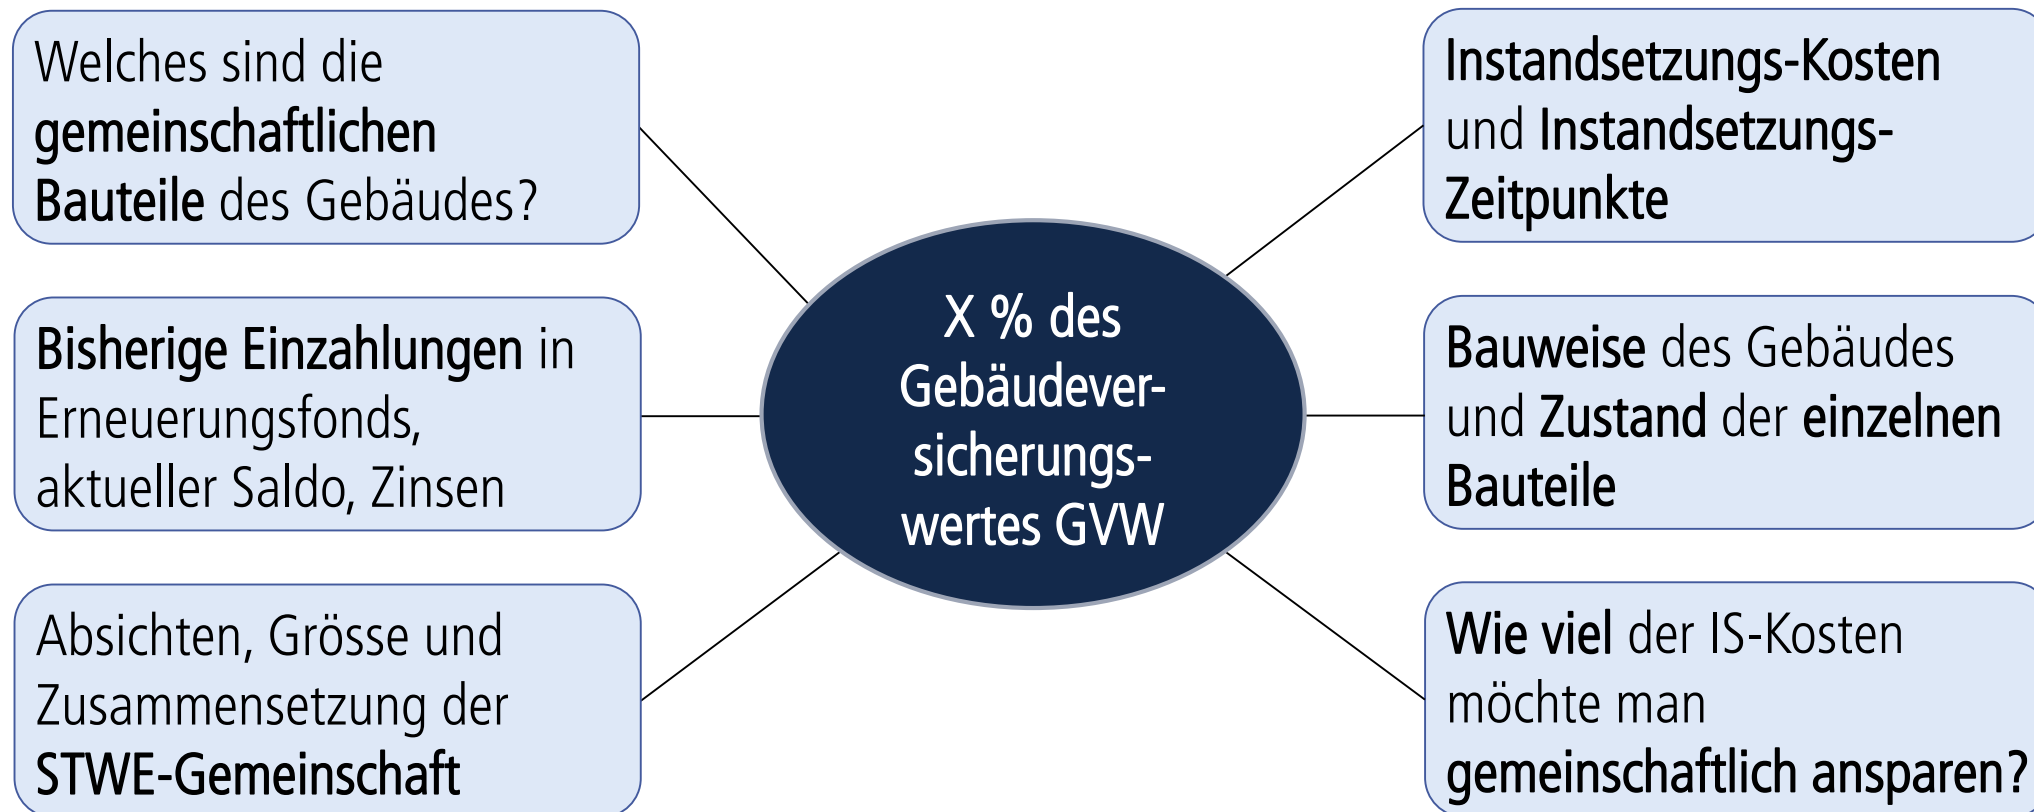 Welches sind die
gemeinschaftlichen
Bauteile des Gebäudes?
Bisherige Einzahlungen in
Erneuerungsfonds,
aktueller Saldo, Zinsen
Absichten, Grösse und
Zusammensetzung der
STWE-Gemeinschaft
X % des
Gebäudever-
sicherungs-
wertes GVW
Instandsetzungs-Kosten
und Instandsetzungs-
Zeitpunkte
Bauweise des Gebäudes
und Zustand der einzelnen
Bauteile
Wie viel der IS-Kosten
möchte man
gemeinschaftlich ansparen?